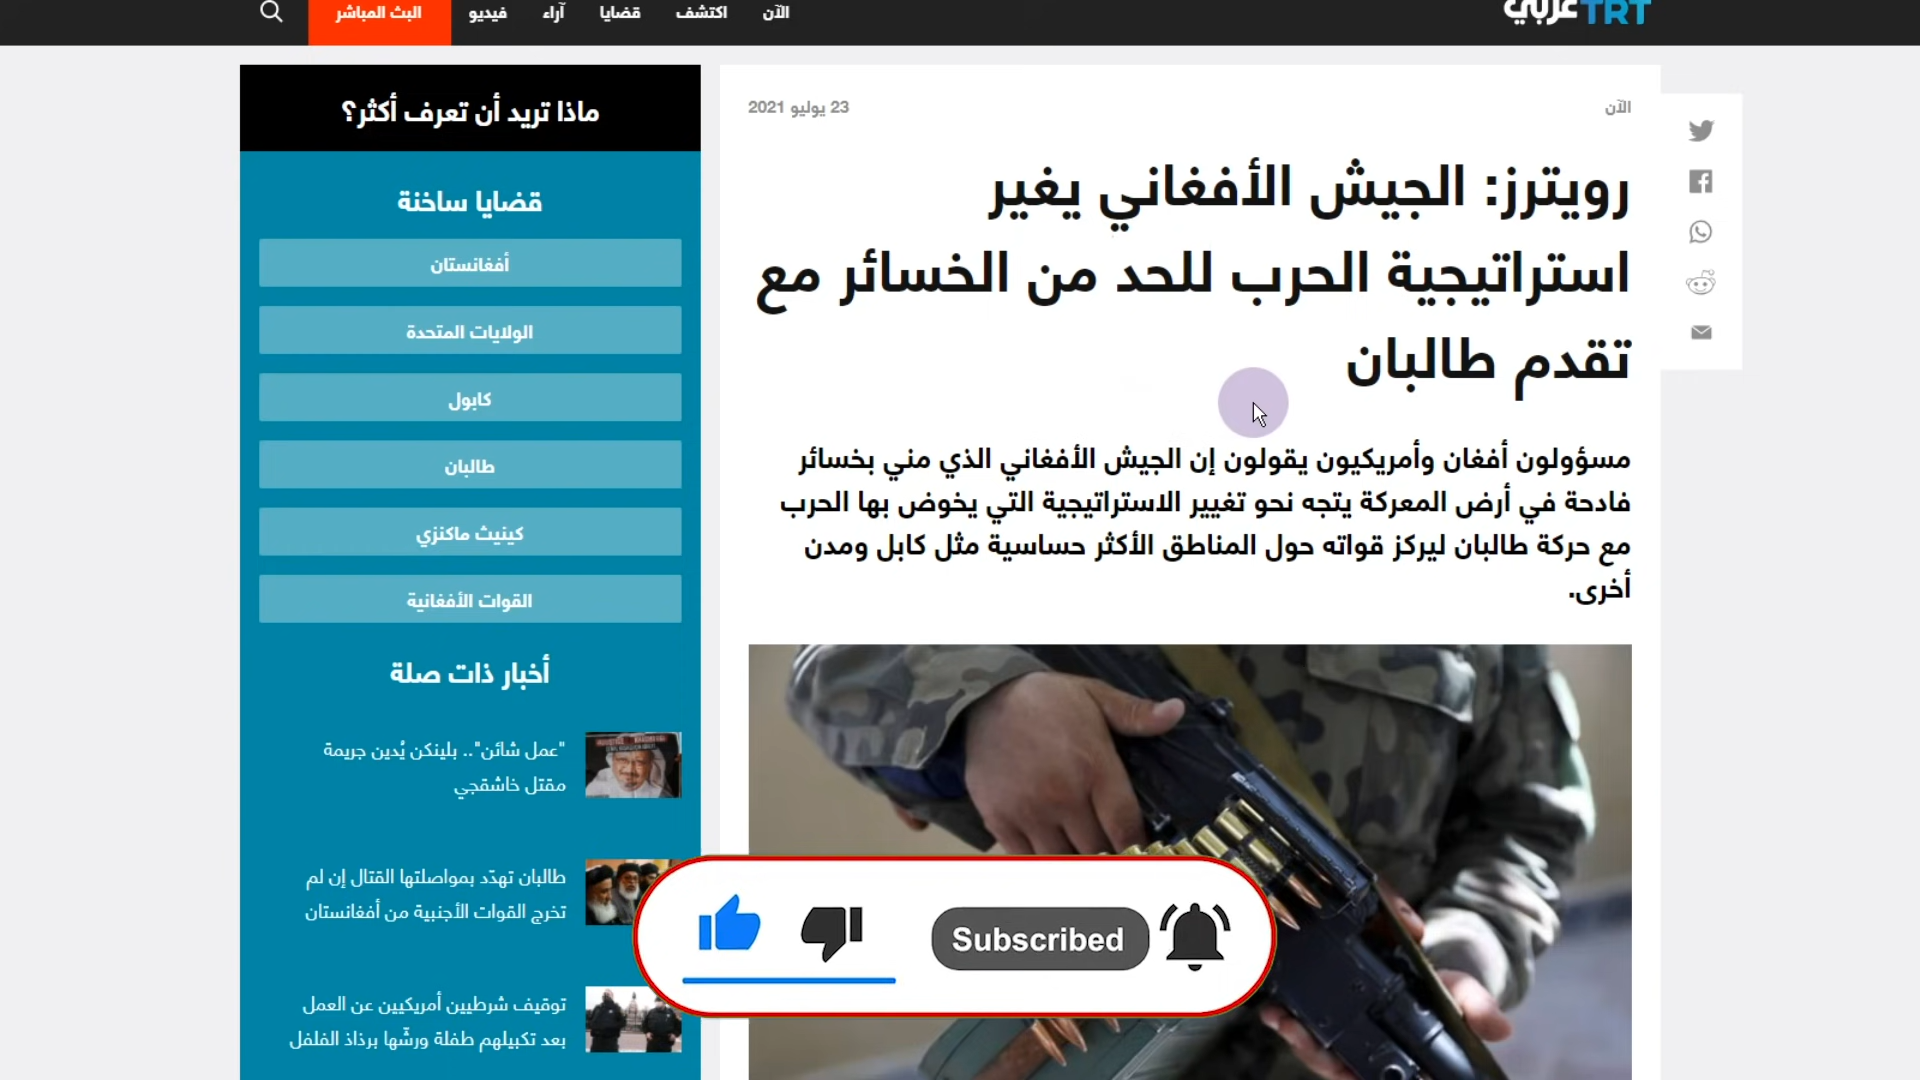 TRT عربي
الآن
اكتشف
قضايا
آراء
فيديو
البث المباشر
الآن
23 يوليو 2021
رويترز: الجيش الأفغاني يغير
استراتيجية الحرب للحد من الخسائر مع
تقدم طالبان
مسؤولون أفغان وأمريكيون يقولون إن الجيش الأفغاني الذي مني بخسائر
فادحة في أرض المعركة يتجه نحو تغيير الاستراتيجية التي يخوض بها الحرب
مع حركة طالبان ليركز قواته حول المناطق الأكثر حساسية مثل كابل ومدن
أخرى.
ماذا تريد أن تعرف أكثر؟
قضايا ساخنة
أفغانستان
الولايات المتحدة
كابول
طالبان
كينيث ماكنزي
القوات الأفغانية
أخبار ذات صلة
"عمل شائن".. بلينكن يُدين جريمة
مقتل خاشقجي
طالبان تهدّد بمواصلتها القتال إن لم
تخرج القوات الأجنبية من أفغانستان
توقيف شرطيين أمريكيين عن العمل
بعد تكبيلهم طفلة ورشّها برذاذ الفلفل
Subscribed